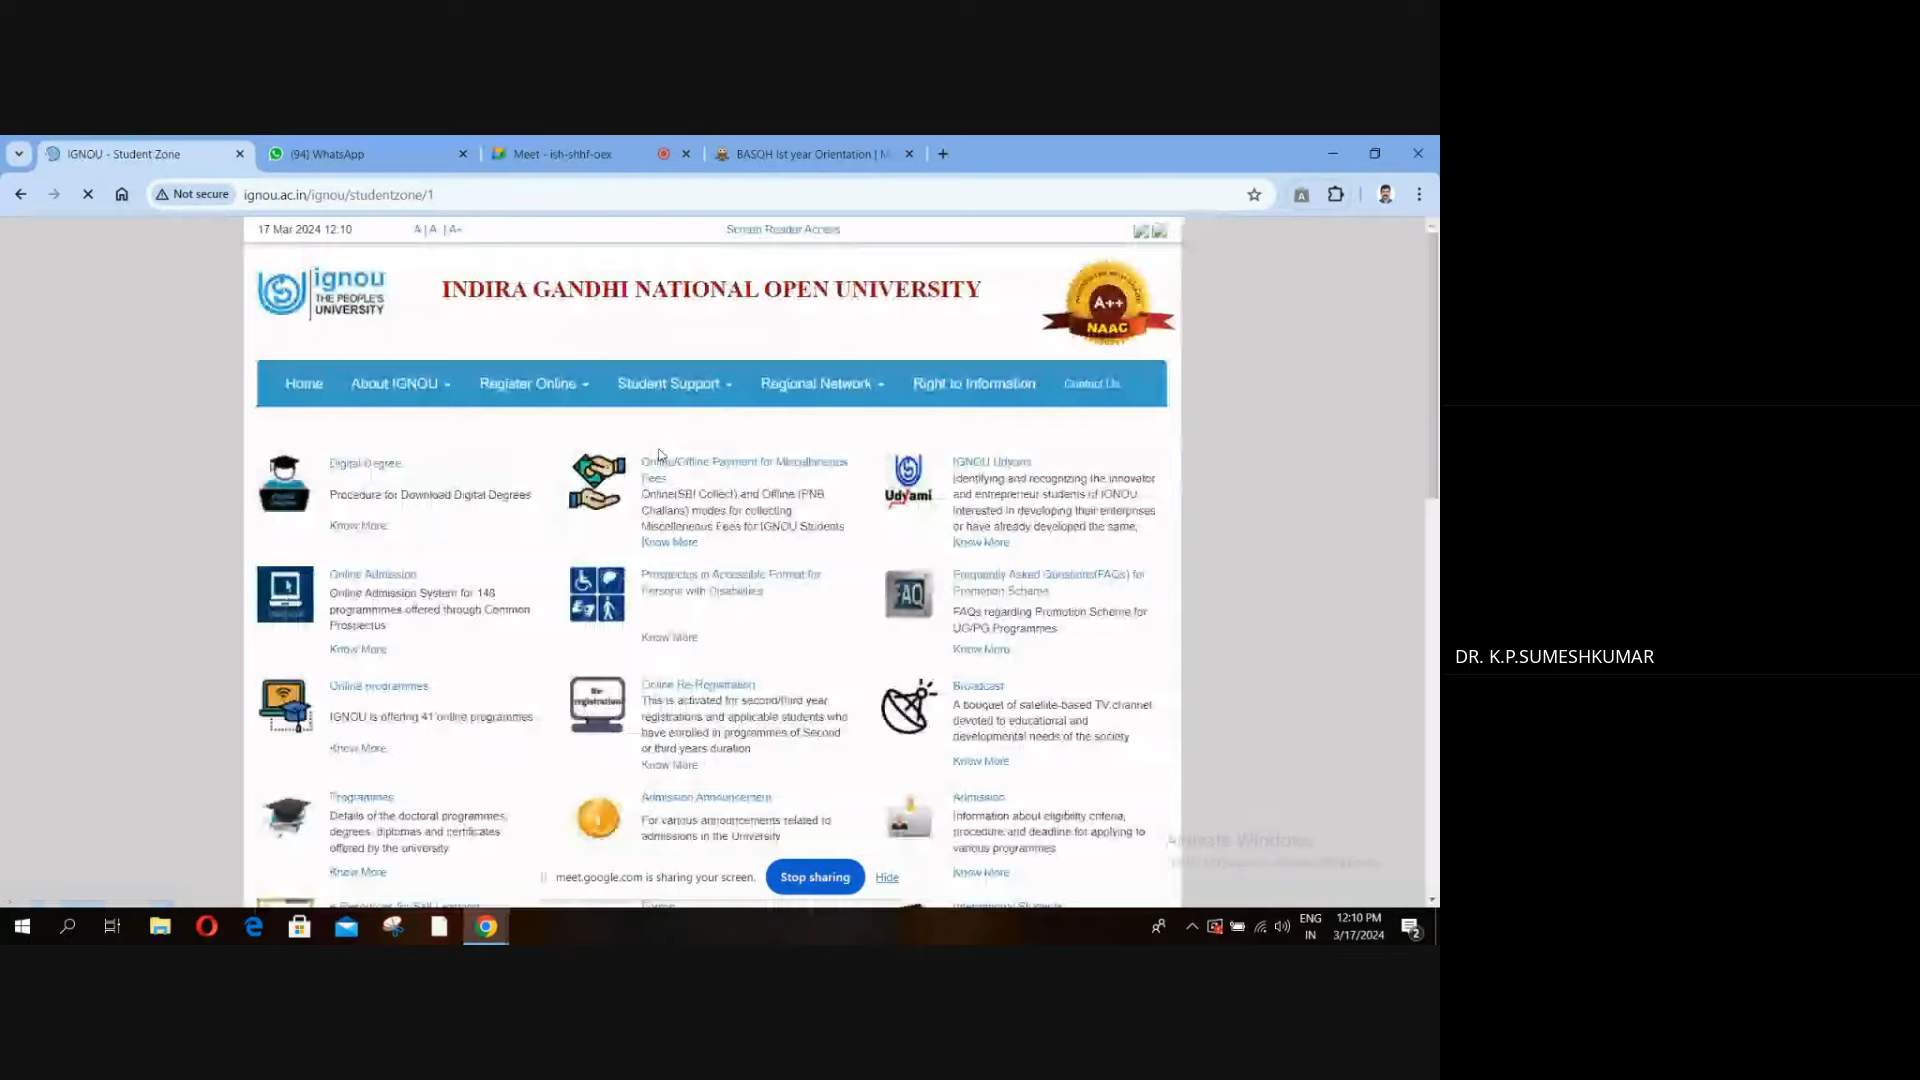 IGNOU - Student Zone
(94) WhatsApp
Meet - ish-shhf-oex
BASOH Ist year Orientation | M
Not secure
ignou.ac.in/ignou/studentzone/1
17 Mar 2024 12:10
A | A | A+
Screen Reader Access
ignou
THE PEOPLE'S
UNIVERSITY
INDIRA GANDHI NATIONAL OPEN UNIVERSITY
A++
NAAC
Home
About IGNOU
Register Online
Student Support
Regional Network
Right to Information
Contact Us
Digital Degree
Procedure for Download Digital Degrees
Know More
Online/Offline Payment for Miscellaneous
Fees
Online(SBI Collect) and Offline (PNB
Challans) modes for collecting
Miscelleneous Fees for IGNOU Students
Know More
Udyami
IGNOU Udyami
Identifying and recognizing the innovator
and entrepreneur students of IGNOU
Interested in developing their enterprises
or have already developed the same,
Know More
Online Admission
Online Admission System for 148
programmes offered through Common
Prospectus
Know More
Prospectus in Accessible Format for
Persons with Disabilities
Know More
FAQ
Frequently Asked Questions(FAQs) for
Promotion Scheme
FAQs regarding Promotion Scheme for
UG/PG Programmes
Know More
Online programmes
IGNOU is offering 41 online programmes
Know More
Re-
registration
Online Re-Registration
This is activated for second/third year
registrations and applicable students who
have enrolled in programmes of Second
or third years duration
Know More
Broadcast
A bouquet of satellite-based TV channel
devoted to educational and
developmental needs of the society
Know More
Programmes
Details of the doctoral programmes,
degrees, diplomas and certificates
offered by the university
Know More
Admission Announcement
For various announcements related to
admissions in the University
Admission
Information about eligibility criteria,
procedure and deadline for applying to
various programmes
Know More
Activate Windows
meet.google.com is sharing your screen.
Stop sharing
Hide
ENG
IN
12:10 PM
3/17/2024
2
DR. K.P.SUMESHKUMAR